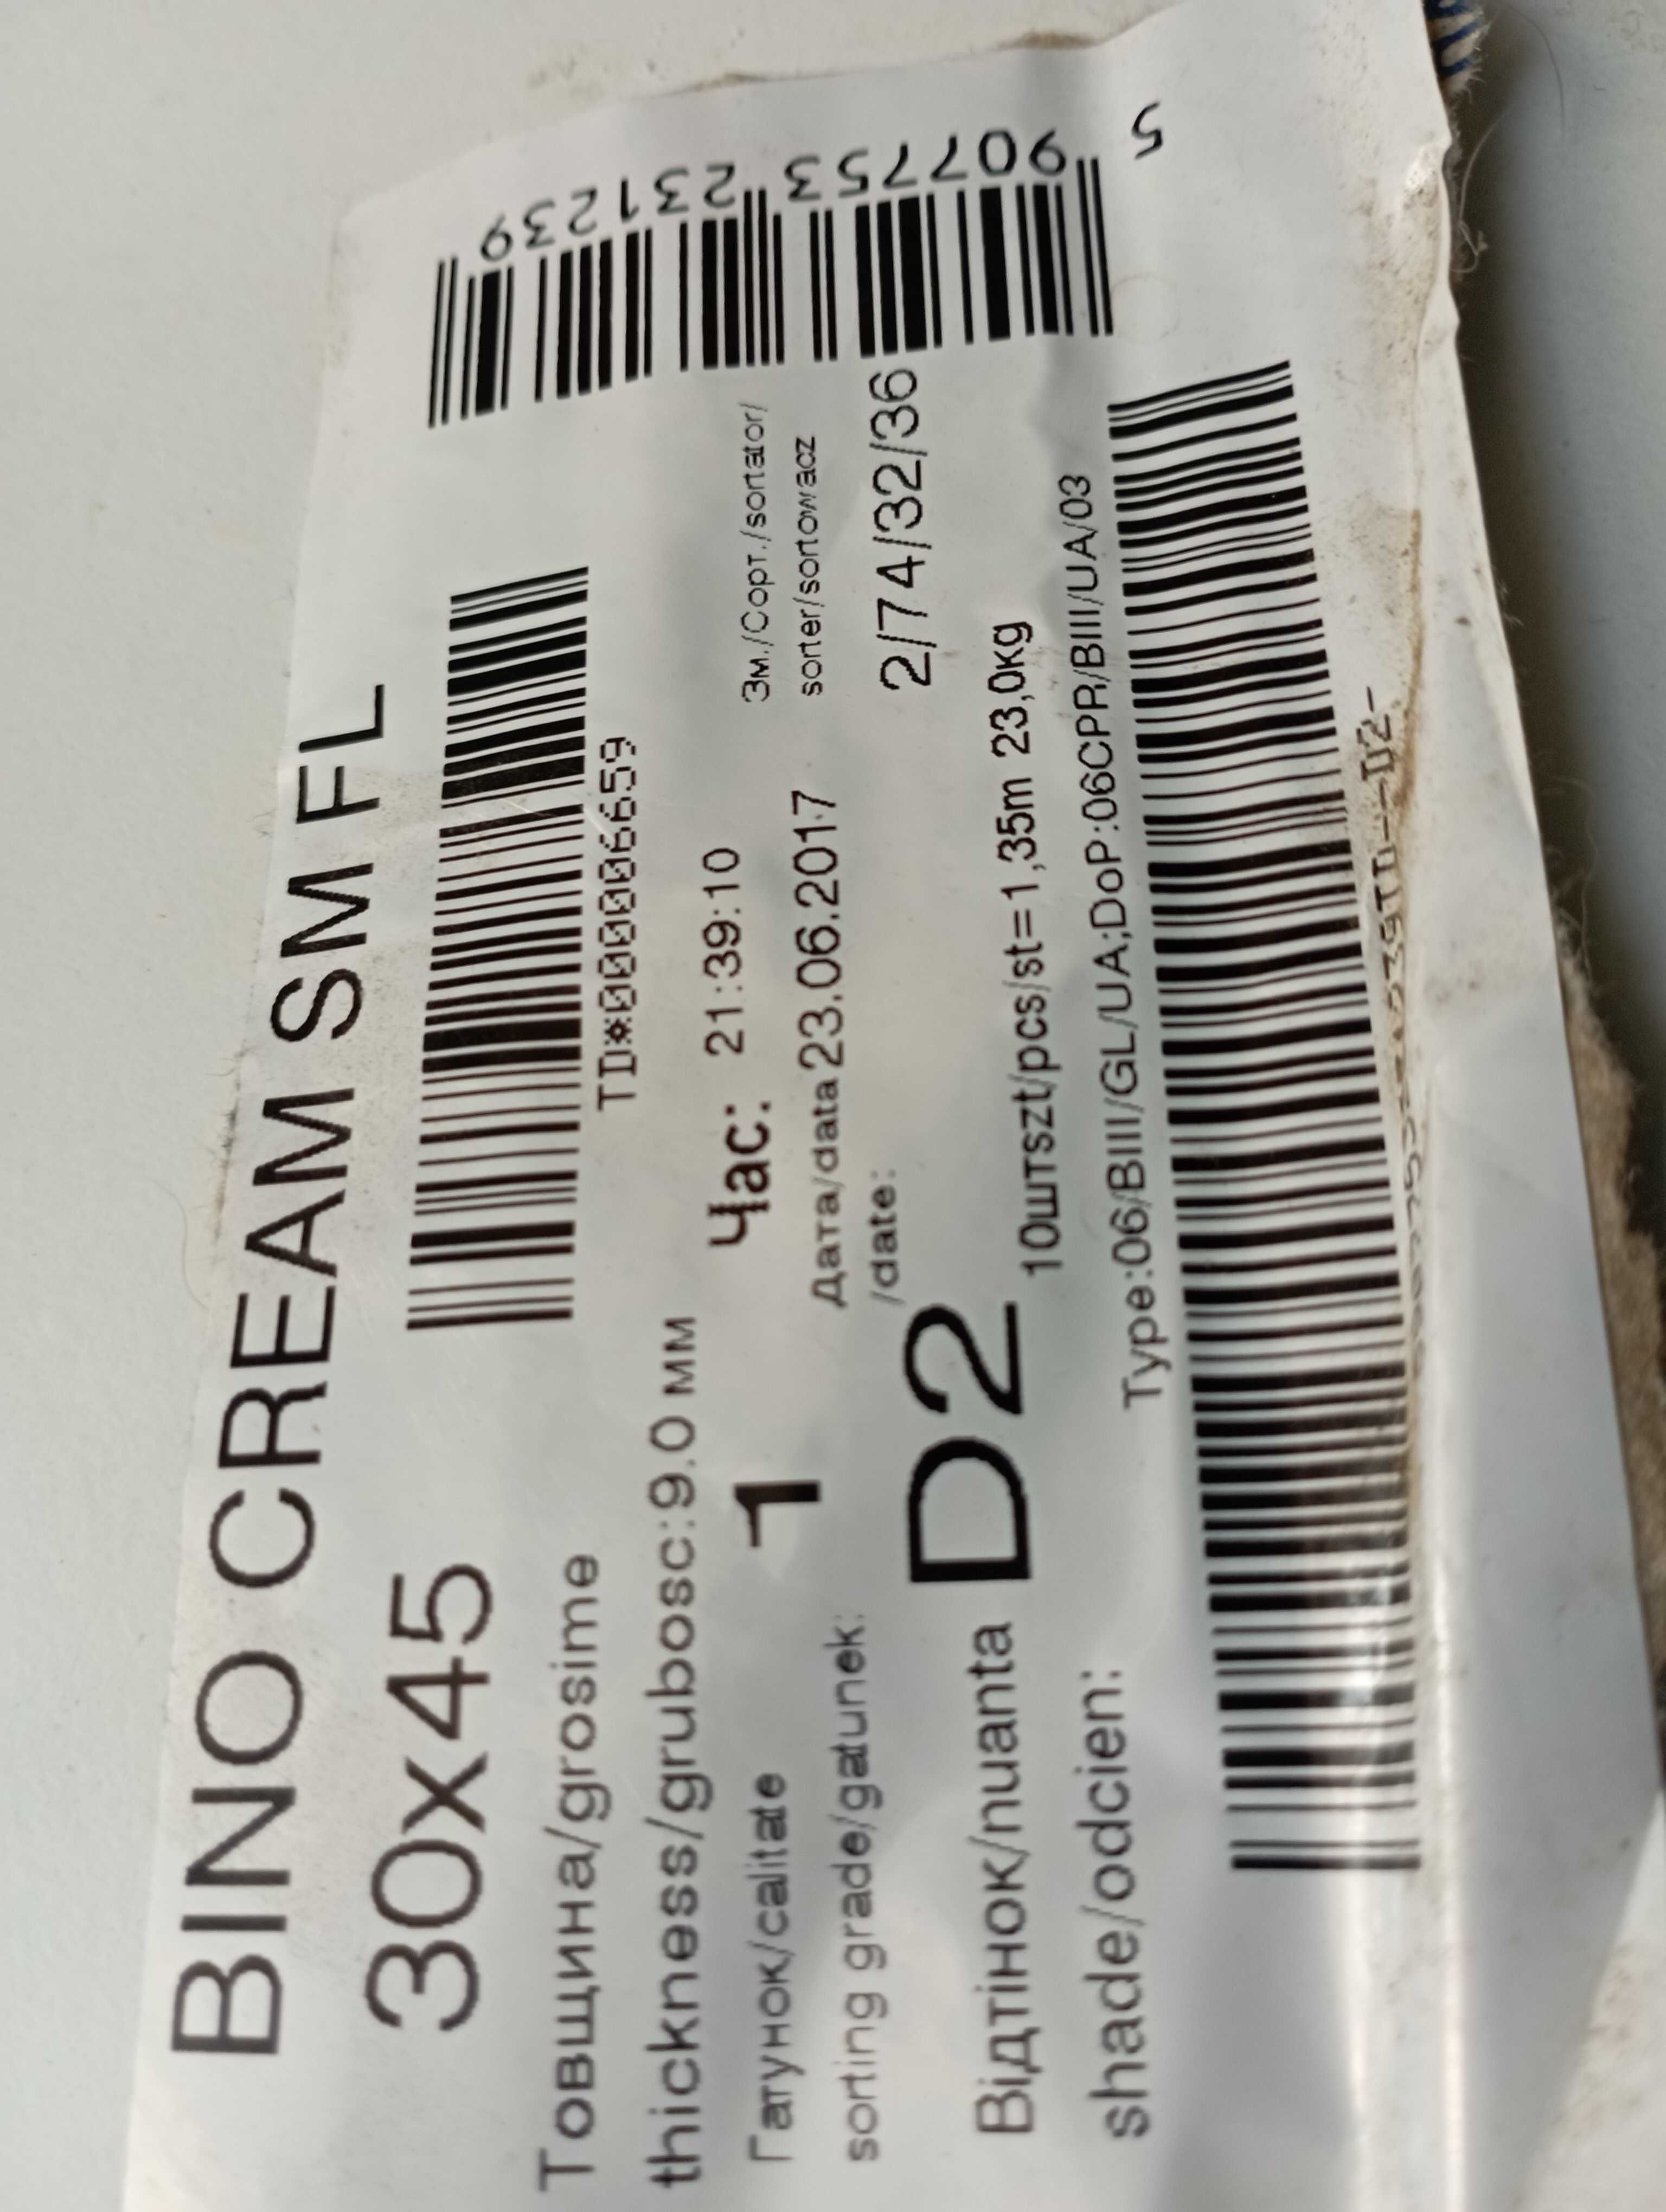 BINO CREAM SM FL
30x45
TD*000006659
5 907753 231239
Товщина/grosime
thickness/grubosc:9.0 мм
Гатунок/calitate
sorting grade/gatunek:
1
Час: 21:39:10
Дата/data 23.06.2017
/date:
Зм./Сорт./sortator/
sorter/sortowacz
2/74/32/36
Відтінок/nuanta
shade/odcien:
D2
10штszt/pcs/st=1,35m 23,0kg
Type:06/BIII/GL/UA;DoP:06CPR/BIII/UA/03